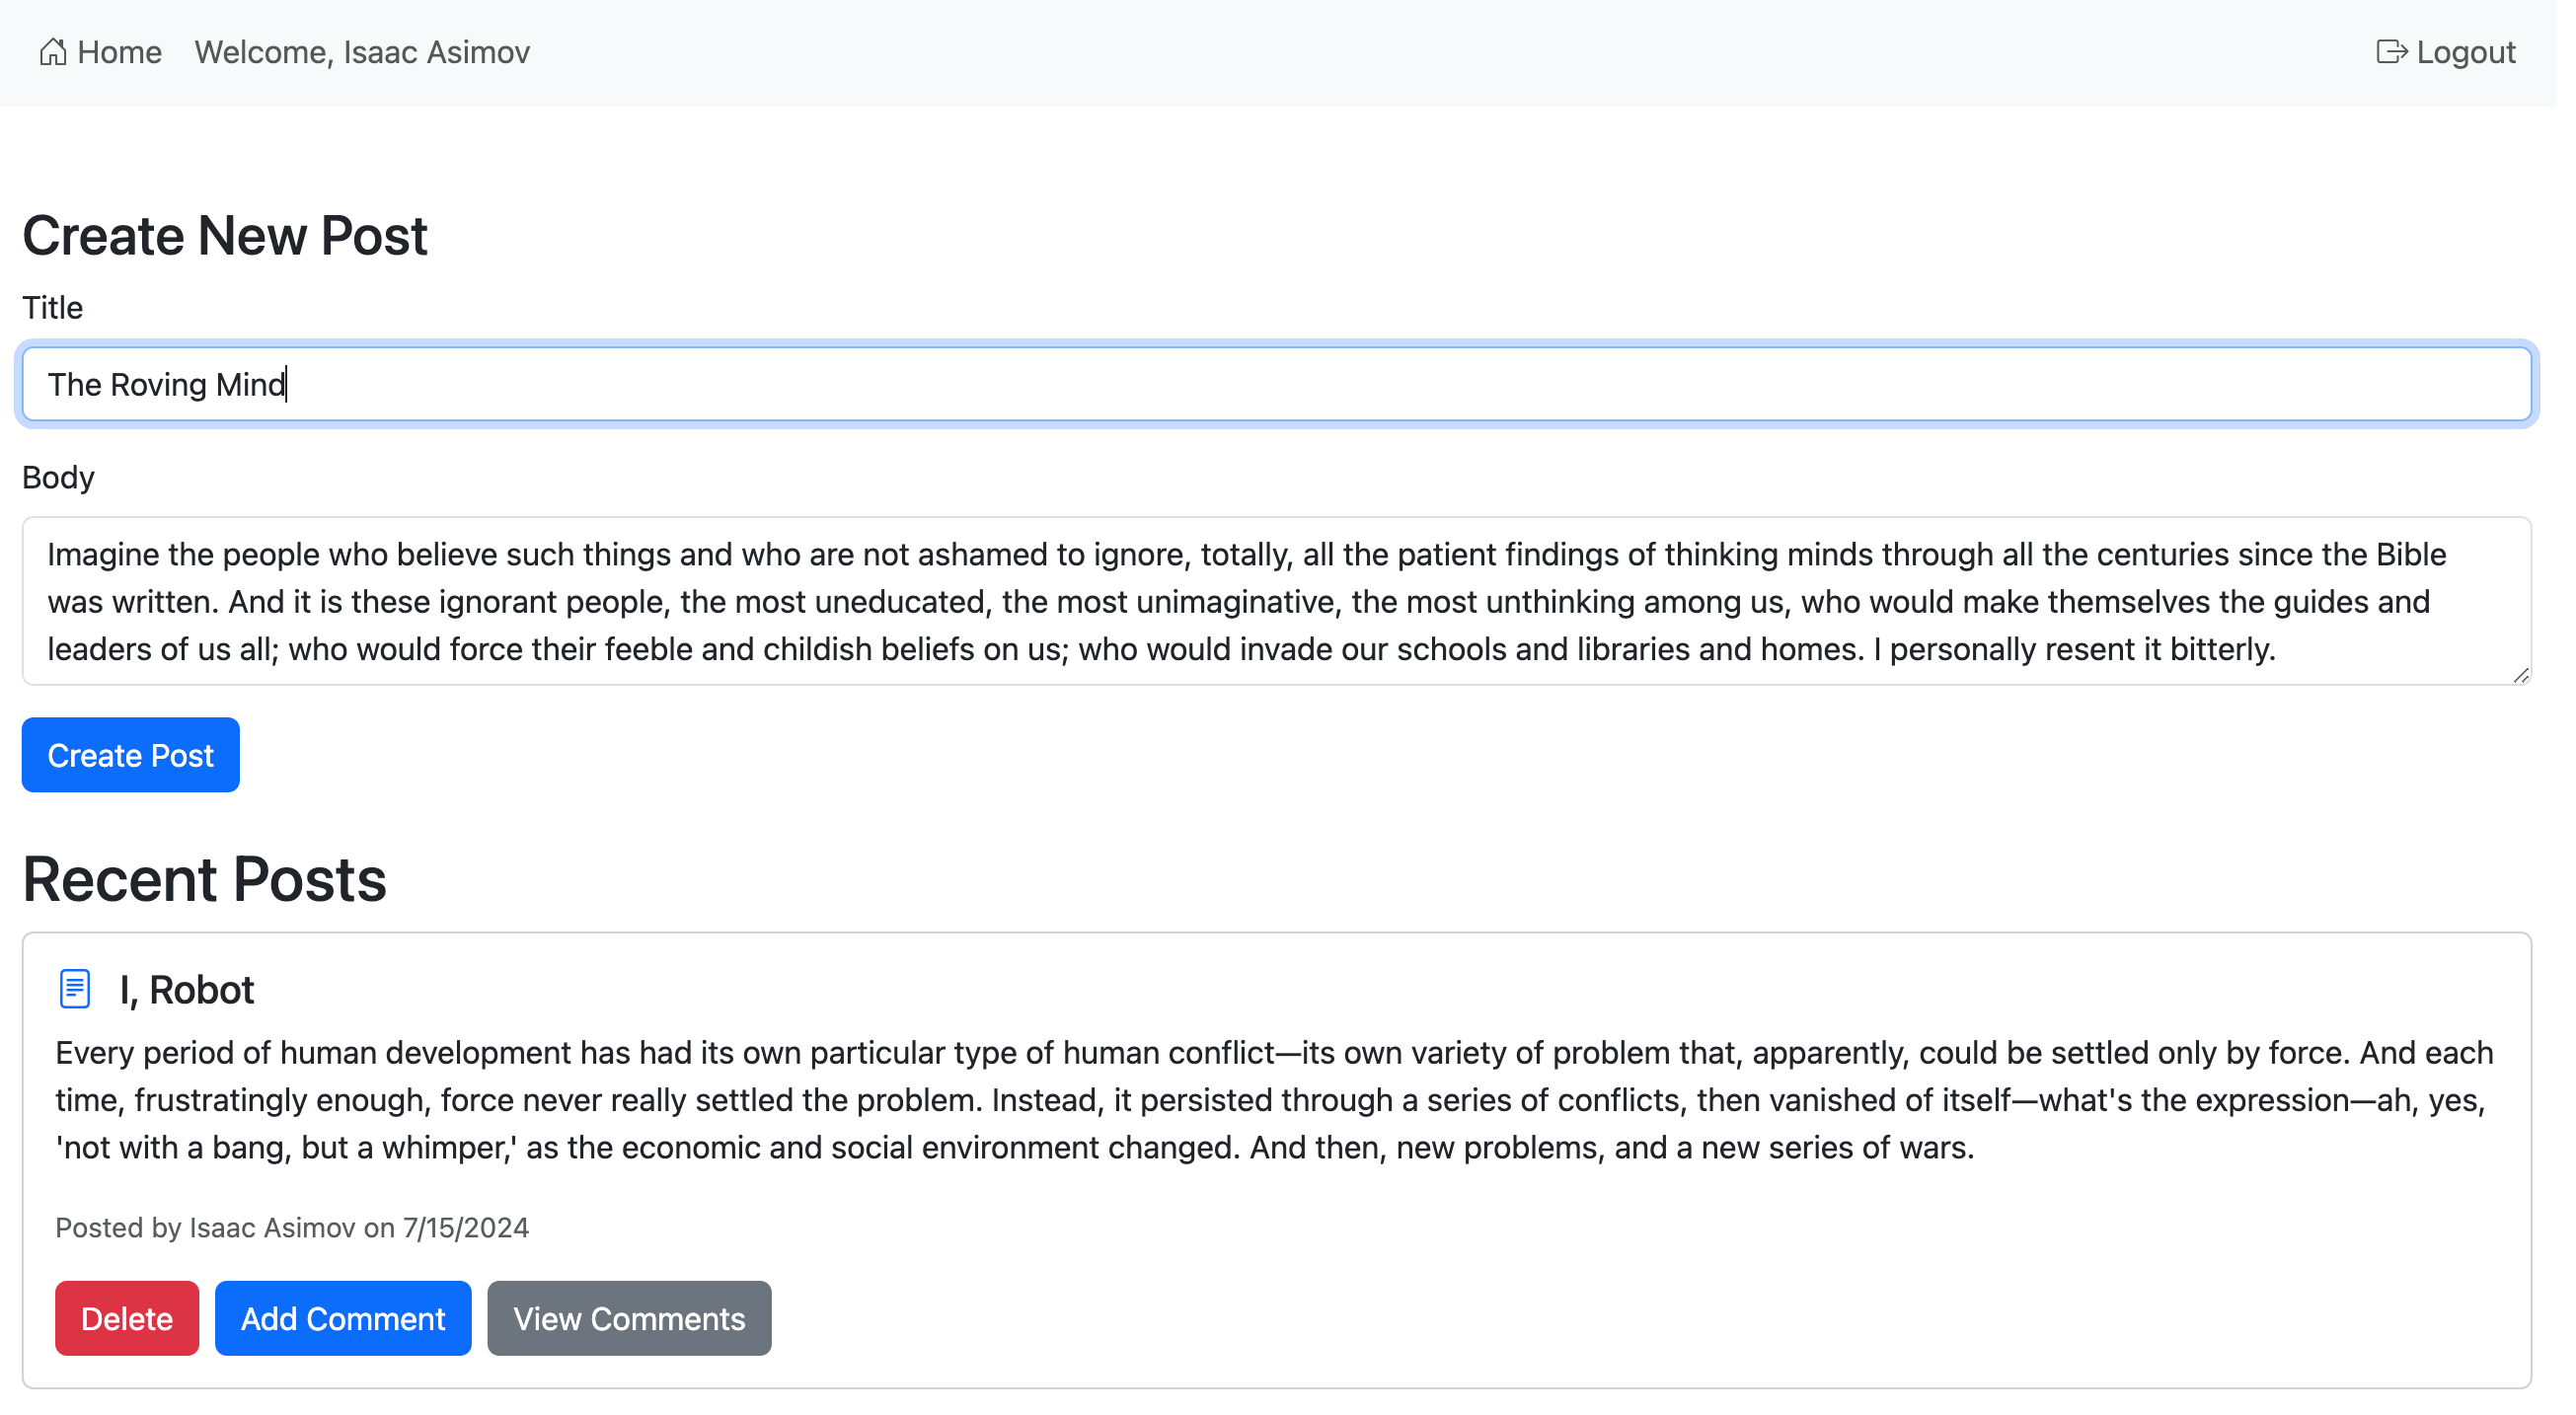 Home Welcome, Isaac Asimov Logout
Create New Post
Title
The Roving Mind
Body
Imagine the people who believe such things and who are not ashamed to ignore, totally, all the patient findings of thinking minds through all the centuries since the Bible
was written. And it is these ignorant people, the most uneducated, the most unimaginative, the most unthinking among us, who would make themselves the guides and
leaders of us all; who would force their feeble and childish beliefs on us; who would invade our schools and libraries and homes. I personally resent it bitterly.
Create Post
Recent Posts
I, Robot
Every period of human development has had its own particular type of human conflict—its own variety of problem that, apparently, could be settled only by force. And each
time, frustratingly enough, force never really settled the problem. Instead, it persisted through a series of conflicts, then vanished of itself—what's the expression—ah, yes,
'not with a bang, but a whimper,' as the economic and social environment changed. And then, new problems, and a new series of wars.
Posted by Isaac Asimov on 7/15/2024
Delete Add Comment View Comments